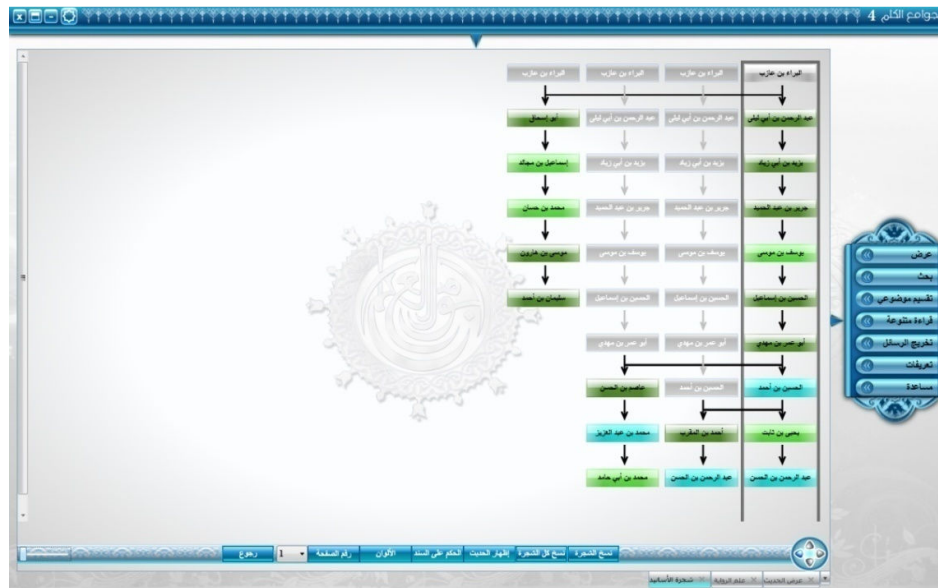 جوامع الكلم 4
البراء بن عازب البراء بن عازب البراء بن عازب البراء بن عازب
عبد الرحمن بن أبي ليلى عبد الرحمن بن أبي ليلى عبد الرحمن بن أبي ليلى أبو إسحاق
يزيد بن أبي زياد يزيد بن أبي زياد يزيد بن أبي زياد إسماعيل بن مجالد
جرير بن عبد الحميد جرير بن عبد الحميد جرير بن عبد الحميد محمد بن حسان
يوسف بن موسى يوسف بن موسى يوسف بن موسى موسى بن هارون
الحسين بن إسماعيل الحسين بن إسماعيل الحسين بن إسماعيل سليمان بن أحمد
أبو عمر بن مهدي أبو عمر بن مهدي أبو عمر بن مهدي
الحسين بن أحمد الحسين بن أحمد عاصم بن الحسن
يحيى بن ثابت أحمد بن المقرب محمد بن عبد العزيز
عبد الرحمن بن الحسن عبد الرحمن بن الحسن محمد بن أبي حامد
عرض
بحث
تقسيم موضوعي
قراءة متنوعة
تخريج الرسائل
تعريفات
مساعدة
نسخ الشجرة نسخ كل الشجرة إظهار الحديث الحكم على السند الألوان رقم الصفحة 1 رجوع
عرض الحديث علم الرواية شجرة الأسانيد